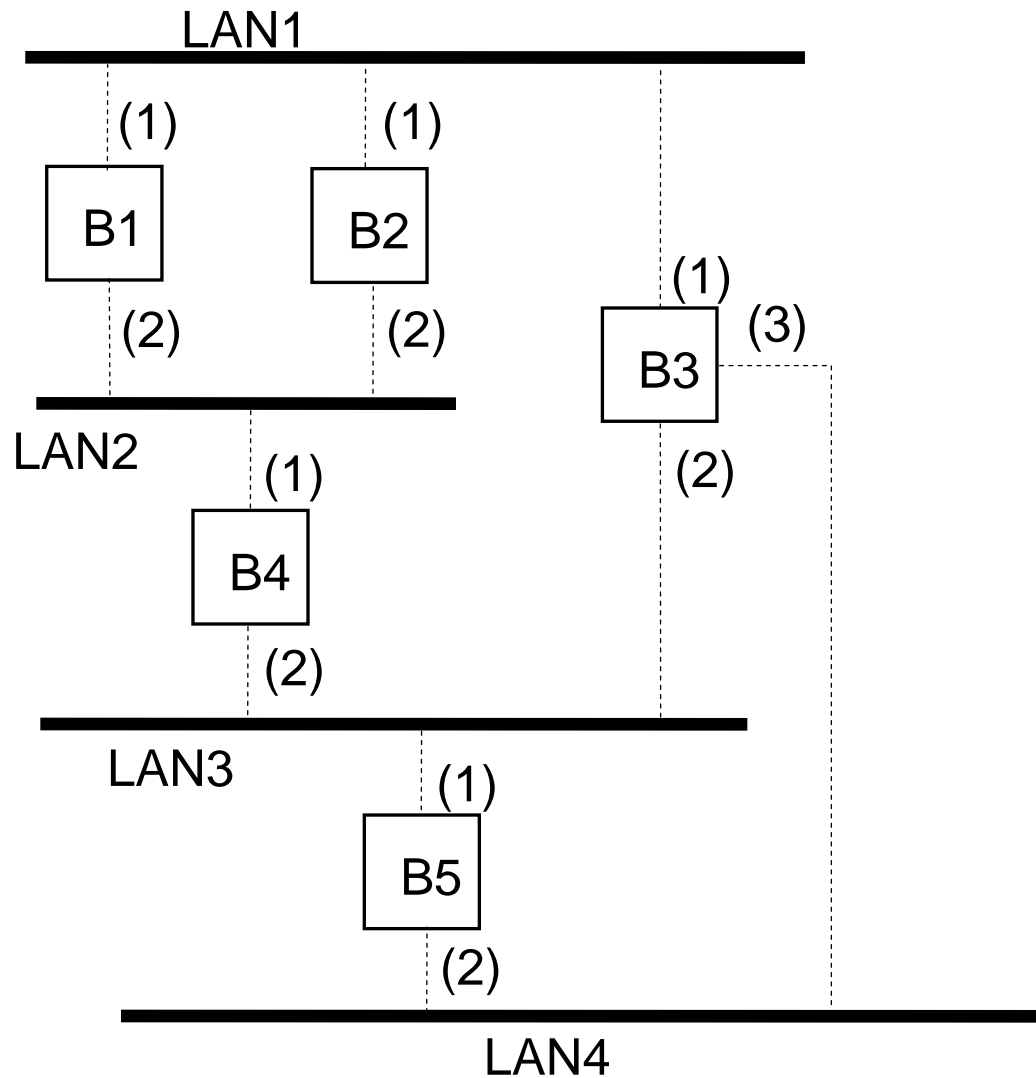 LAN1
(1)
(1)
B1
B2
(1)
(3)
(2)
(2)
B3
LAN2
(1)
(2)
B4
(2)
LAN3
(1)
B5
(2)
LAN4